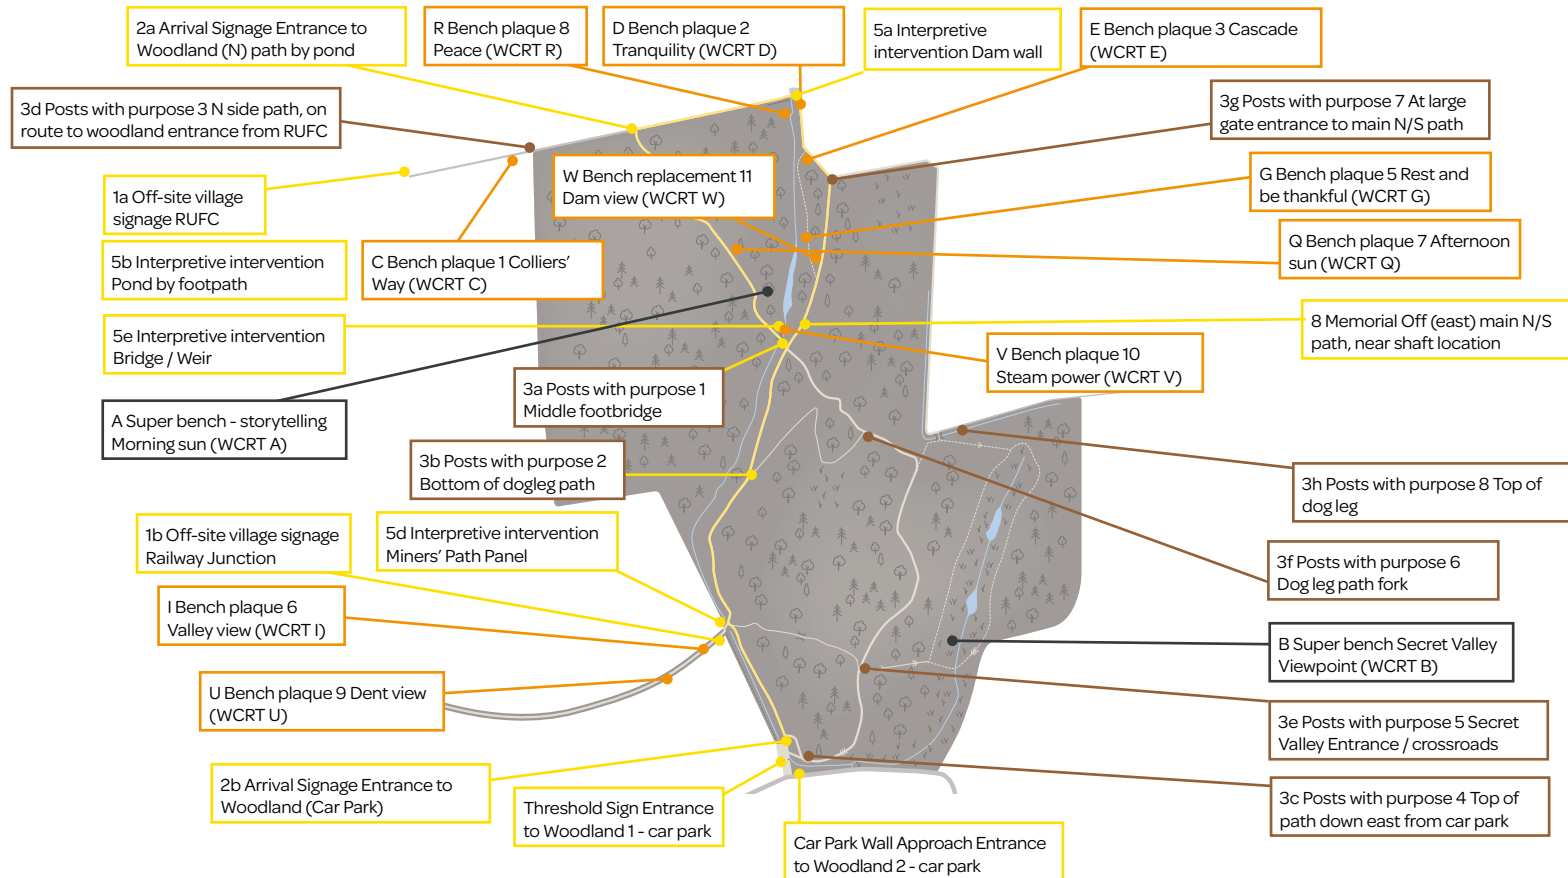 2a Arrival Signage Entrance to
Woodland (N) path by pond
R Bench plaque 8
Peace (WCRT R)
D Bench plaque 2
Tranquility (WCRT D)
5a Interpretive
intervention Dam wall
E Bench plaque 3 Cascade
(WCRT E)
3d Posts with purpose 3 N side path, on
route to woodland entrance from RUFC
3g Posts with purpose 7 At large
gate entrance to main N/S path
1a Off-site village
signage RUFC
W Bench replacement 11
Dam view (WCRT W)
G Bench plaque 5 Rest and
be thankful (WCRT G)
5b Interpretive intervention
Pond by footpath
C Bench plaque 1 Colliers’
Way (WCRT C)
Q Bench plaque 7 Afternoon
sun (WCRT Q)
5e Interpretive intervention
Bridge / Weir
8 Memorial Off (east) main N/S
path, near shaft location
V Bench plaque 10
Steam power (WCRT V)
A Super bench - storytelling
Morning sun (WCRT A)
3a Posts with purpose 1
Middle footbridge
3b Posts with purpose 2
Bottom of dogleg path
3h Posts with purpose 8 Top of
dog leg
1b Off-site village signage
Railway Junction
5d Interpretive intervention
Miners’ Path Panel
3f Posts with purpose 6
Dog leg path fork
I Bench plaque 6
Valley view (WCRT I)
B Super bench Secret Valley
Viewpoint (WCRT B)
U Bench plaque 9 Dent view
(WCRT U)
3e Posts with purpose 5 Secret
Valley Entrance / crossroads
2b Arrival Signage Entrance to
Woodland (Car Park)
Threshold Sign Entrance
to Woodland 1 - car park
3c Posts with purpose 4 Top of
path down east from car park
Car Park Wall Approach Entrance
to Woodland 2 - car park